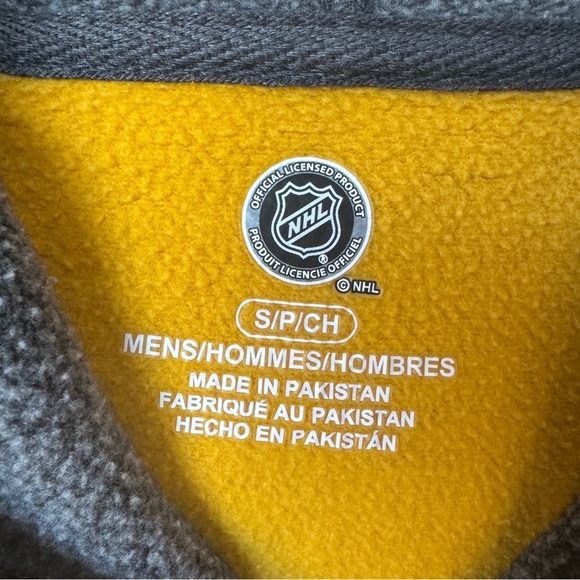 OFFICIAL LICENSED PRODUCT
NHL
®
PRODUIT LICENCIE OFFICIEL
© NHL
S/P/CH
MENS/HOMMES/HOMBRES
MADE IN PAKISTAN
FABRIQUÉ AU PAKISTAN
HECHO EN PAKISTÁN